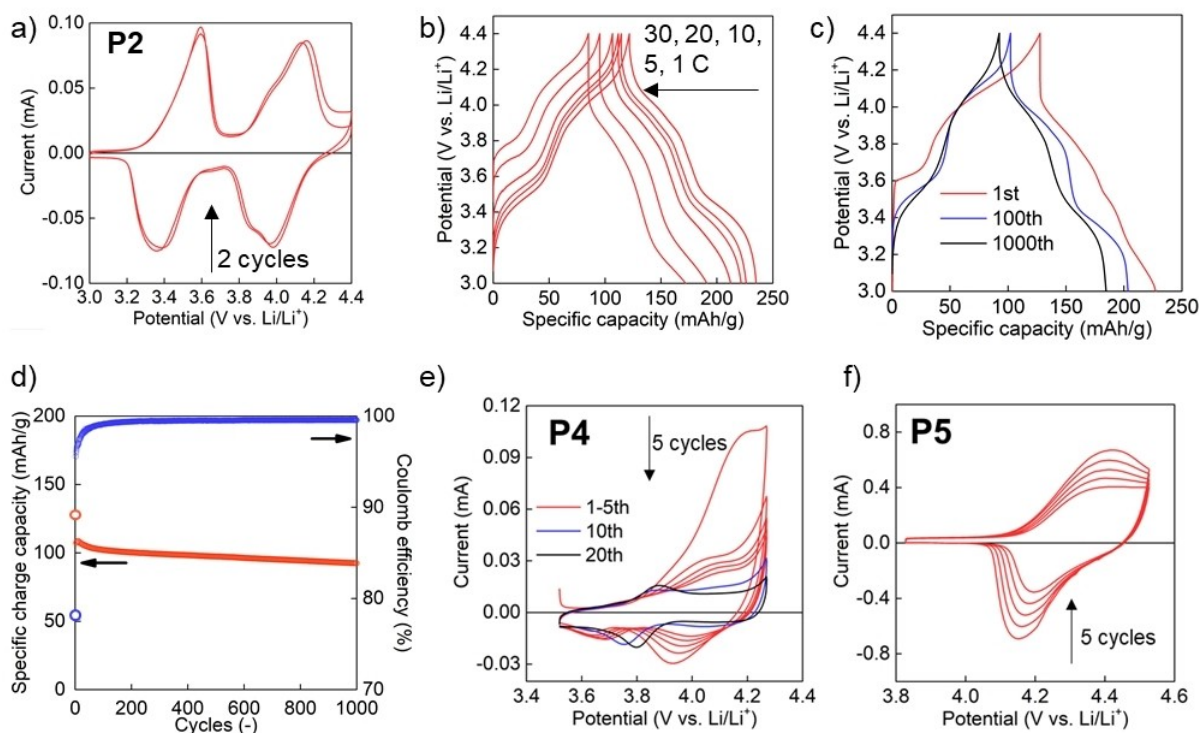 a)
P2
0.10
0.05
0.00
-0.05
0.10
Current (mA)
2 cycles
3.0 3.2 3.4 3.6 3.8 4.0 4.2 4.4
Potential (V vs. Li/Li+)
b)
30, 20, 10,
5, 1 C
4.4
4.2
4.0
3.8
3.6
3.4
3.2
3.0
Potential (V vs. Li/Li+)
0 50 100 150 200 250
Specific capacity (mAh/g)
c)
4.4
4.2
4.0
3.8
3.6
3.4
3.2
3.0
Potential (V vs. Li/Li+)
1st
100th
1000th
0 50 100 150 200 250
Specific capacity (mAh/g)
d)
200
150
100
50
0
Specific charge capacity (mAh/g)
100
90
80
70
Coulomb efficiency (%)
0 200 400 600 800 1000
Cycles (-)
e)
P4
5 cycles
0.12
0.09
0.06
0.03
0.00
-0.03
Current (mA)
1-5th
10th
20th
3.4 3.6 3.8 4.0 4.2 4.4
Potential (V vs. Li/Li+)
f)
P5
0.8
0.4
0.0
-0.4
-0.8
Current (mA)
5 cycles
3.8 4.0 4.2 4.4 4.6
Potential (V vs. Li/Li+)